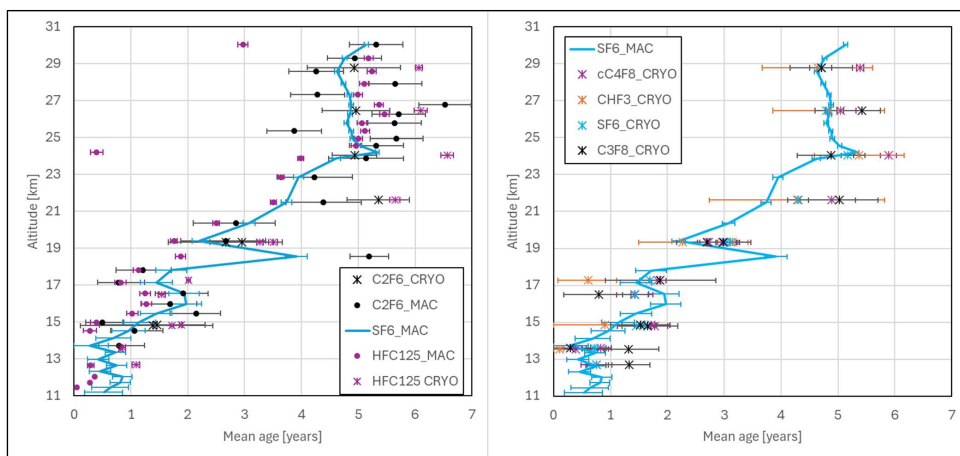 31
29
27
25
23
21
19
17
15
13
11
Altitude [km]
0 1 2 3 4 5 6 7
Mean age [years]
C2F6_CRYO
C2F6_MAC
SF6_MAC
HFC125_MAC
HFC125 CRYO
31
29
27
25
23
21
19
17
15
13
11
Altitude [km]
0 1 2 3 4 5 6 7
Mean age [years]
SF6_MAC
cC4F8_CRYO
CHF3_CRYO
SF6_CRYO
C3F8_CRYO